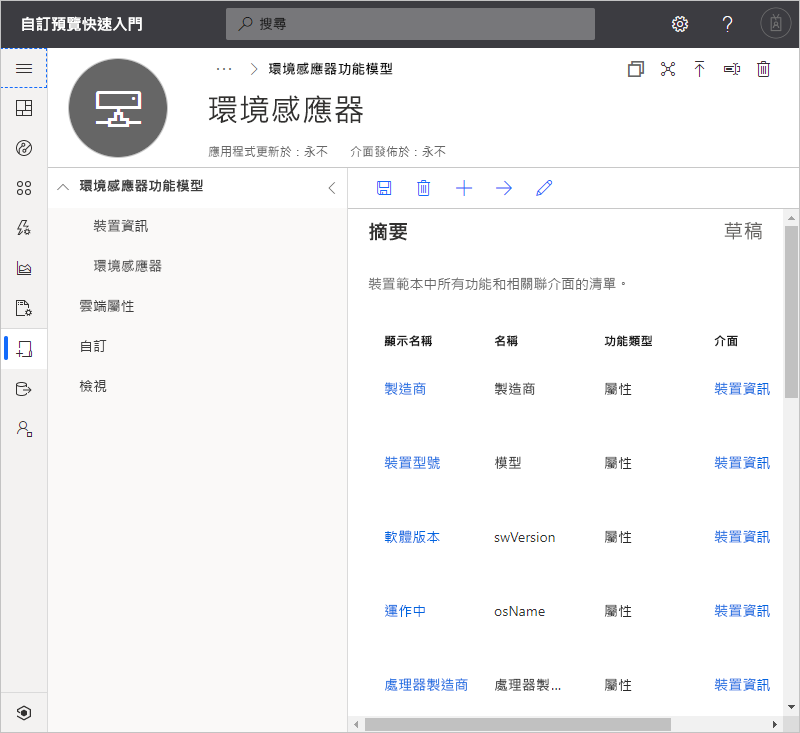 自訂預覽快速入門
搜尋
?
··· > 環境感應器功能模型
環境感應器
應用程式更新於：永不 介面發佈於：永不
環境感應器功能模型
裝置資訊
環境感應器
雲端屬性
自訂
檢視
摘要 草稿
裝置範本中所有功能和相關聯介面的清單。
顯示名稱 名稱 功能類型 介面
製造商 製造商 屬性 裝置資訊
裝置型號 模型 屬性 裝置資訊
軟體版本 swVersion 屬性 裝置資訊
運作中 osName 屬性 裝置資訊
處理器製造商 處理器製... 屬性 裝置資訊